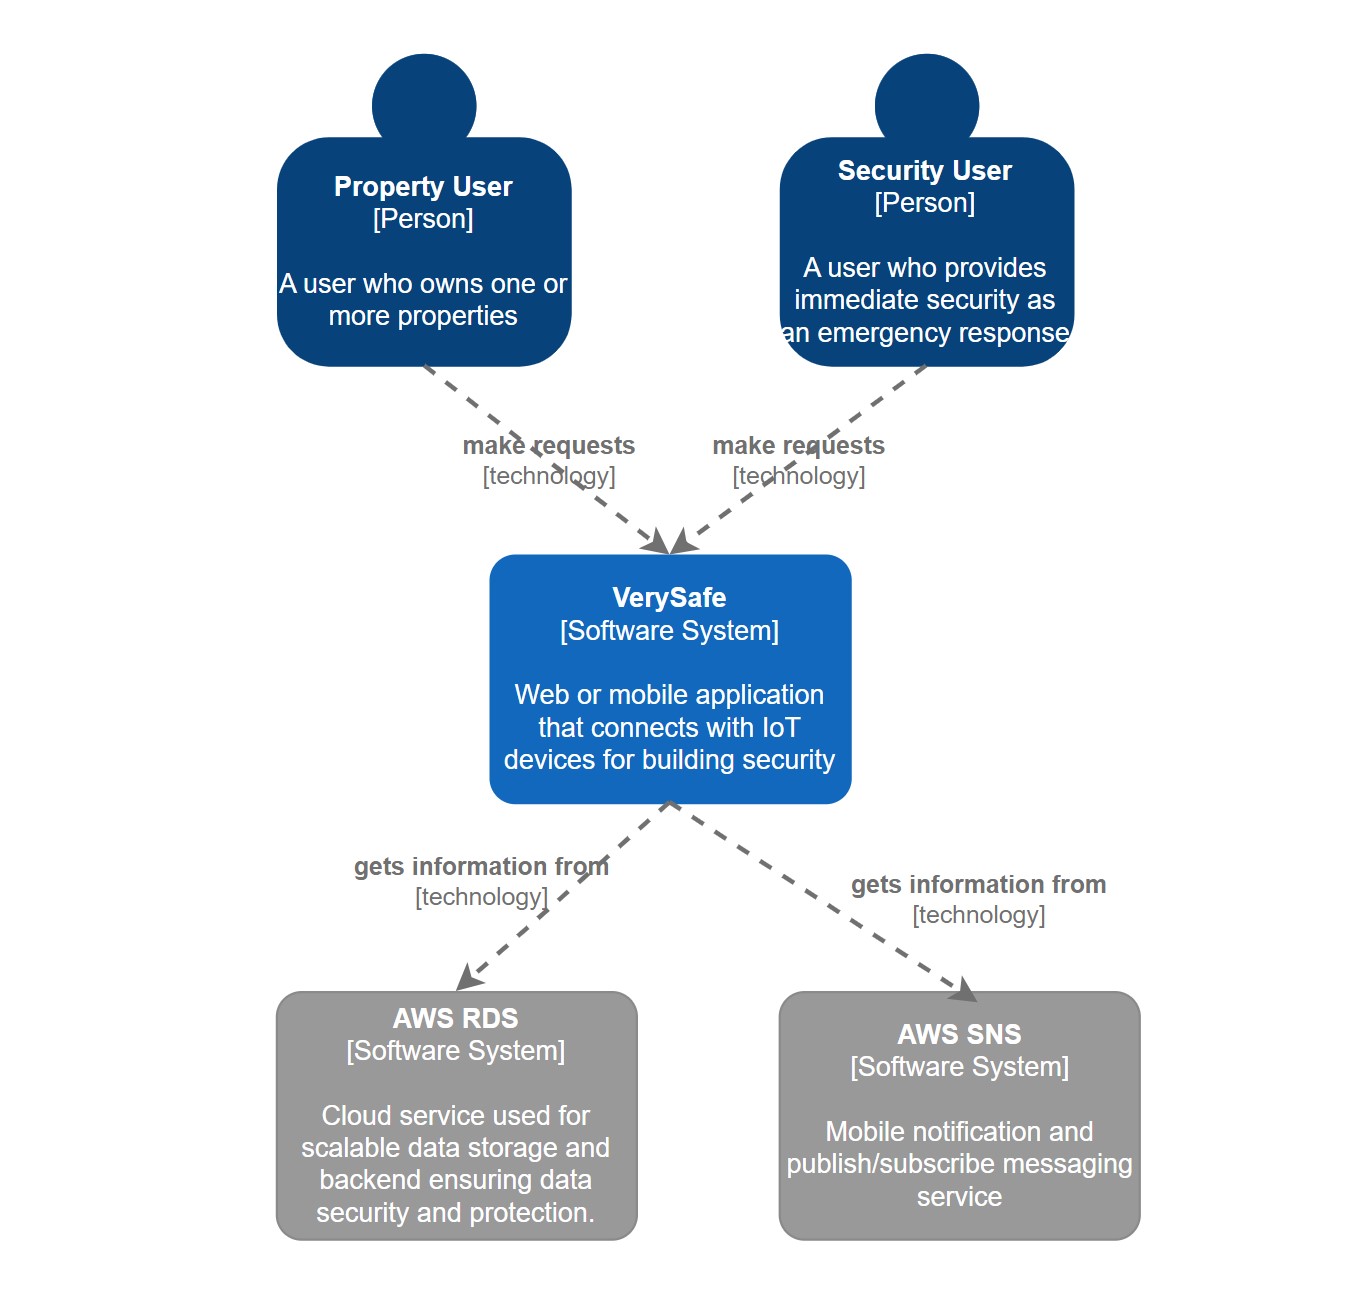 Property User
[Person]
A user who owns one or
more properties
Security User
[Person]
A user who provides
immediate security as
an emergency response
make requests
[technology]
make requests
[technology]
VerySafe
[Software System]
Web or mobile application
that connects with IoT
devices for building security
gets information from
[technology]
gets information from
[technology]
AWS RDS
[Software System]
Cloud service used for
scalable data storage and
backend ensuring data
security and protection.
AWS SNS
[Software System]
Mobile notification and
publish/subscribe messaging
service